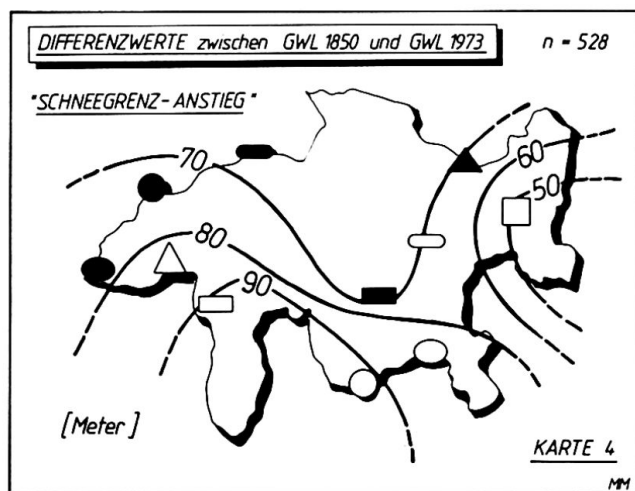 DIFFERENZWERTE zwischen GWL 1850 und GWL 1973
n = 528
"SCHNEEGRENZ-ANSTIEG"
70
60
50
80
90
[Meter]
KARTE 4
MM